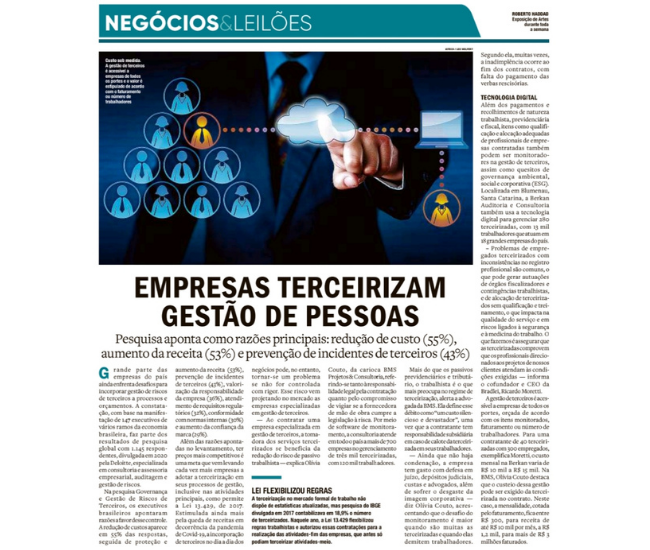 NEGÓCIOS&LEILÕES
ROBERTO HADDAD
Exposição de Artes
durante toda
a semana
Custo sob medida.
A gestão de terceiros
é acessível a
empresas de todos
os portes e o valor é
estipulado de acordo
com o faturamento
ou número de
trabalhadores
EMPRESAS TERCEIRIZAM
GESTÃO DE PESSOAS
Pesquisa aponta como razões principais: redução de custo (55%),
aumento da receita (53%) e prevenção de incidentes de terceiros (43%)
Grande parte das
empresas do país
ainda enfrenta desafios para
incorporar gestão de riscos
de terceiros a processos e
orçamentos. A constatação,
com base na manifestação
de 147 executivos de
vários ramos da economia
brasileira, faz parte dos
resultados de pesquisa
global com 1.145 respondentes,
divulgada em 2020
pela Deloitte, especializada
em consultoria e assessoria
empresarial, auditagem e
gestão de riscos.
Na pesquisa Governança
e Gestão de Riscos de
Terceiros, os executivos
brasileiros apontaram
razões a favor desse controle.
A redução de custos aparece
em 55% das respostas,
seguida de proteção e
aumento da receita (53%),
prevenção de incidentes de
terceiros (43%), valorização
da responsabilidade
da empresa (36%), atendimento
de requisitos regulatórios
(32%), conformidade
com normas internas (30%)
e aumento da confiança da
marca (29%).
Além das razões apontadas
no levantamento, ter
preços mais competitivos é
uma meta que vem levando
cada vez mais empresas a
adotar a terceirização em
seus processos de gestão,
inclusive nas atividades
principais, como permite
a Lei 13.429, de 2017.
Estimulada ainda mais
pela queda de receitas em
decorrência da pandemia
de Covid-19, a incorporação
de terceiros no dia a dia dos
negócios pode, no entanto,
tornar-se um problema
se não for controlada
com rigor. Esse risco vem
projetando no mercado as
empresas especializadas
em gestão de terceiros.
– Ao contratar uma
empresa especializada em
gestão de terceiros, a tomadora
dos serviços terceirizados
se beneficia da
redução do risco de passivo
trabalhista — explica Olivia
Couto, da carioca BMS
Projetos & Consultoria, referindo-se
tanto à responsabilidade
legal pela contratação
quanto pelo compromisso
de vigiar se a fornecedora
de mão de obra cumpre a
legislação à risca. Por meio
de software de monitoramento,
a consultoria atende
em todo o país a mais de 700
empresas no gerenciamento
de três mil terceirizadas,
com 120 mil trabalhadores.
LEI FLEXIBILIZOU REGRAS
A terceirização no mercado formal de trabalho não
dispõe de estatísticas atualizadas, mas pesquisa do IBGE
divulgada em 2017 contabilizou em 18,9% o número
de terceirizados. Naquele ano, a Lei 13.429 flexibilizou
regras trabalhistas e autorizou essas contratações para a
realização das atividades-fim das empresas, que antes só
podiam terceirizar atividades-meio.
Mais do que os passivos
previdenciários e tributário,
o trabalhista é o que
mais preocupa no regime de
terceirização, alerta a advogada
da BMS. Ela define esse
débito como "um custo silencioso
e devastador", uma
vez que a contratante tem
responsabilidade subsidiária
em caso de calote da cedente
em causa de seus trabalhadores.
– Ainda que não haja
condenação, a empresa
tem gasto com defesa em
juízo, depósitos judiciais,
custas e advogados, além
de sofrer o desgaste da
imagem corporativa —
diz Olivia Couto, acrescentando
que o desafio do
monitoramento é maior
quando são muitas as
terceirizadas e quando elas
demitem trabalhadores.
Segundo ela, muitas vezes,
a inadimplência ocorre ao
fim dos contratos, com
falta do pagamento das
verbas rescisórias.
TECNOLOGIA DIGITAL
Além dos pagamentos e
recolhimentos de natureza
trabalhista, previdenciária
e fiscal, itens como qualificação
e alocação adequadas
de profissionais de empresas
contratadas também
podem ser monitorados
na gestão de terceiros,
assim como quesitos de
governança ambiental,
social e corporativa (ESG).
Localizada em Blumenau,
Santa Catarina, a Berkan
Auditoria e Consultoria
também usa a tecnologia
digital para gerenciar 280
terceirizadas, com 13 mil
trabalhadores que atuam em
18 grandes empresas do país.
– Problemas de empregados
terceirizados com
inconsistências no registro
profissional são comuns, o
que pode gerar autuações
de órgãos fiscalizadores e
contingências trabalhistas,
e de alocação de terceirizados
sem qualificação e treinamento,
o que impacta na
qualidade do serviço e em
riscos ligados à segurança
e à medicina do trabalho. O
que fazemos é assegurar que
as terceirizadas comprovem
que os profissionais direcionados
aos projetos de nossos
clientes atendam às condições
exigidas — informa
o cofundador e CEO da
Bradel, Ricardo Moretti.
A gestão de terceiros é acessível
a empresas de todos os
portes, orçada de acordo
com os itens monitorados,
faturamento ou número de
trabalhadores. Para uma
contratante de 40 terceirizadas
com 300 empregados,
exemplifica Moretti, o custo
mensal na Berkan varia de
R$ 10 mil a R$ 15 mil. Na
BMS, Olivia Couto destaca
que o custo de essa gestão
pode ser exigido da terceirizada
no contrato. Neste
caso, a mensalidade, cotada
pelo faturamento, fica entre
R$ 300, para receita de
até R$ 10 mil por mês, a R$
1,2 mil, para mais de R$ 3
milhões faturados.